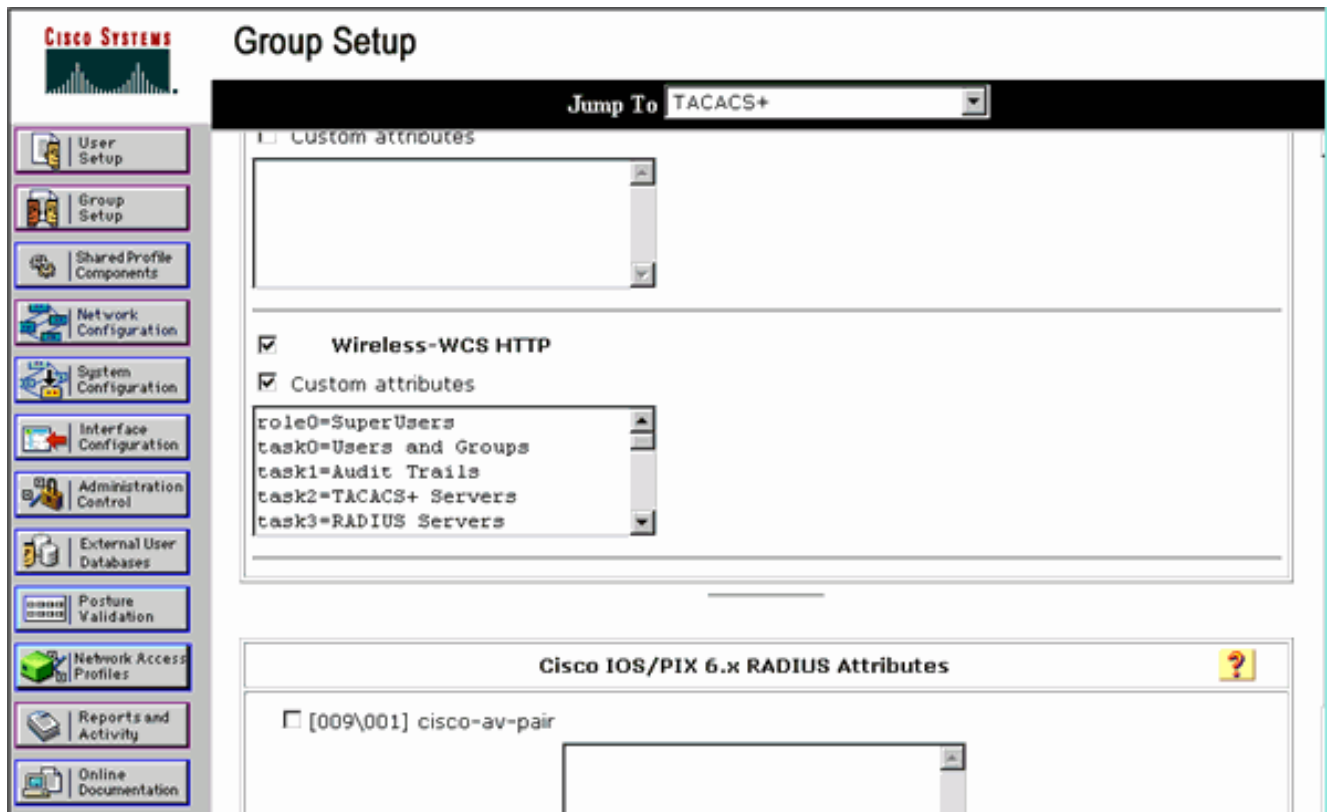 CISCO SYSTEMS
Group Setup
Jump To TACACS+
User
Setup
Group
Setup
Shared Profile
Components
Network
Configuration
System
Configuration
Interface
Configuration
Administration
Control
External User
Databases
Posture
Validation
Network Access
Profiles
Reports and
Activity
Online
Documentation
Custom attributes
Wireless-WCS HTTP
Custom attributes
role0=SuperUsers
task0=Users and Groups
task1=Audit Trails
task2=TACACS+ Servers
task3=RADIUS Servers
Cisco IOS/PIX 6.x RADIUS Attributes
?
[009\001] cisco-av-pair